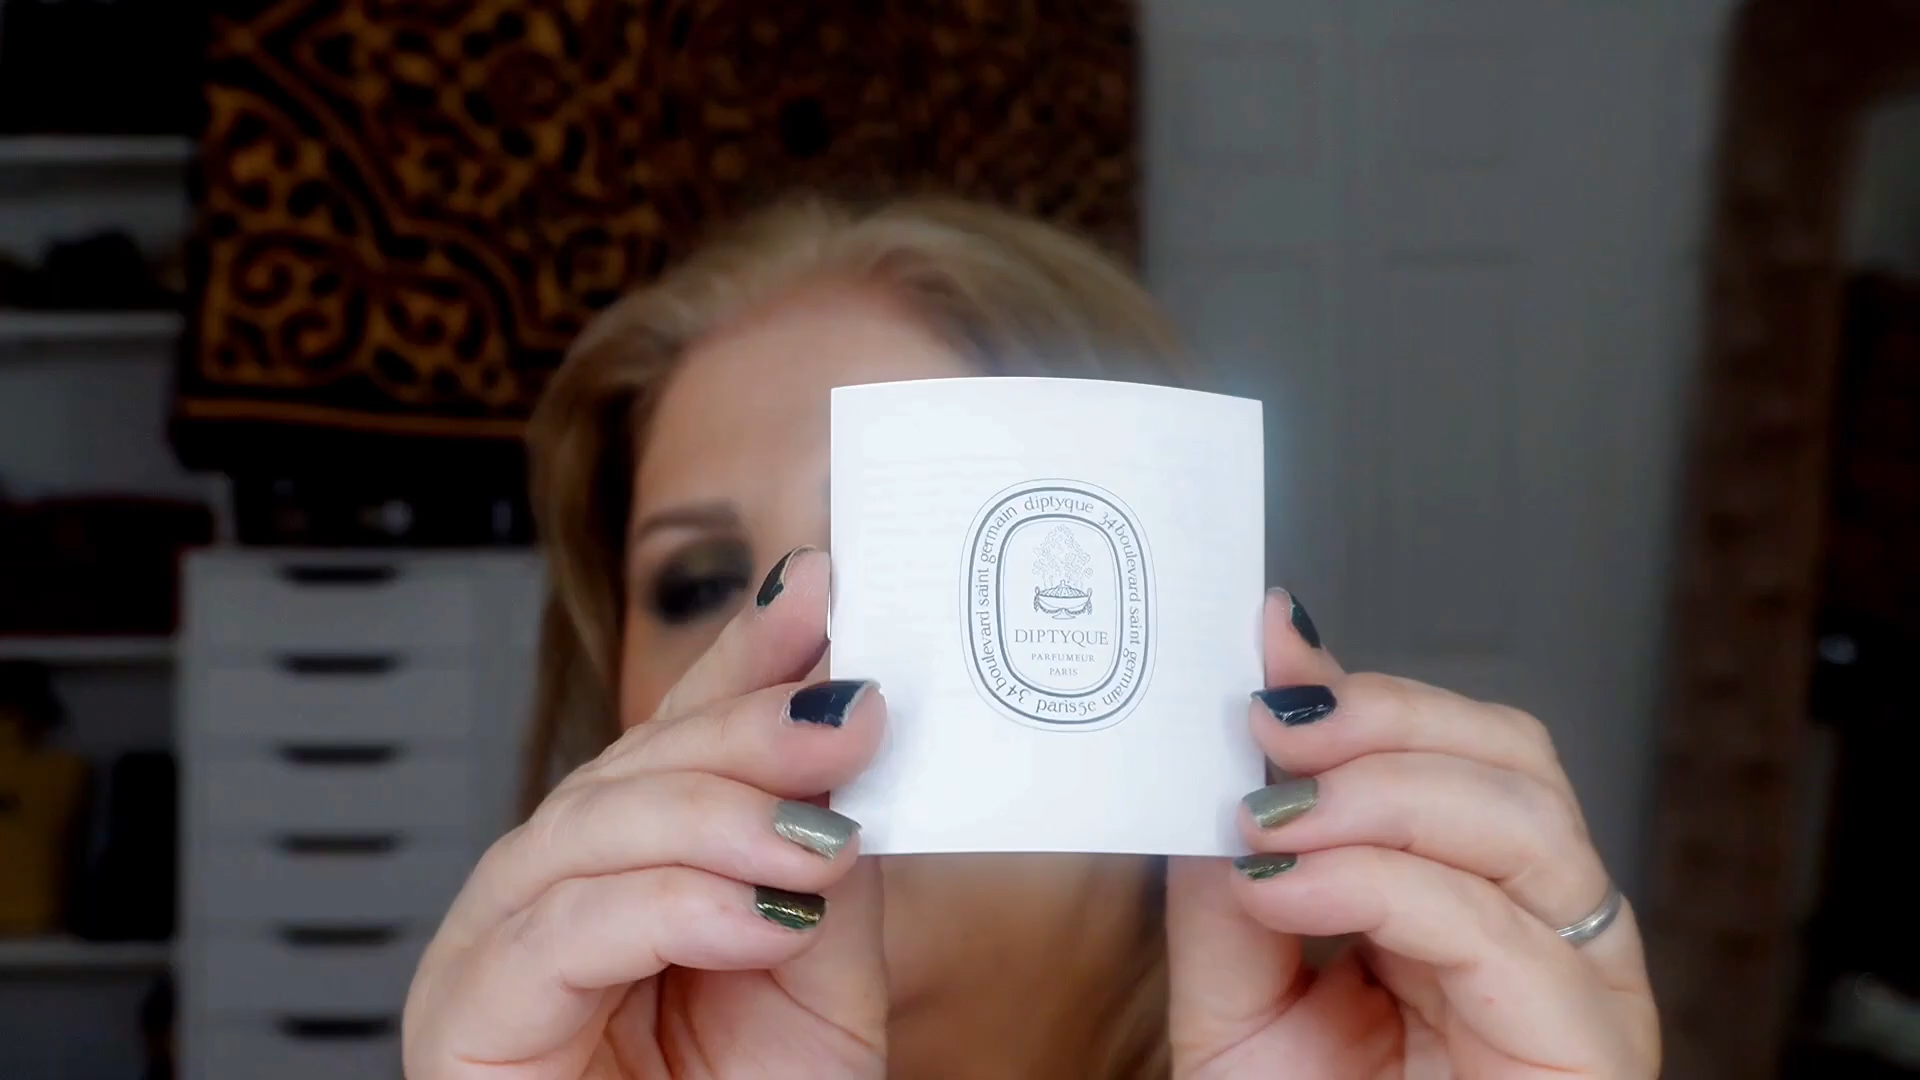 diptyque 34 boulevard saint germain paris5e 34 boulevard saint germain
DIPTYQUE
PARFUMEUR
PARIS